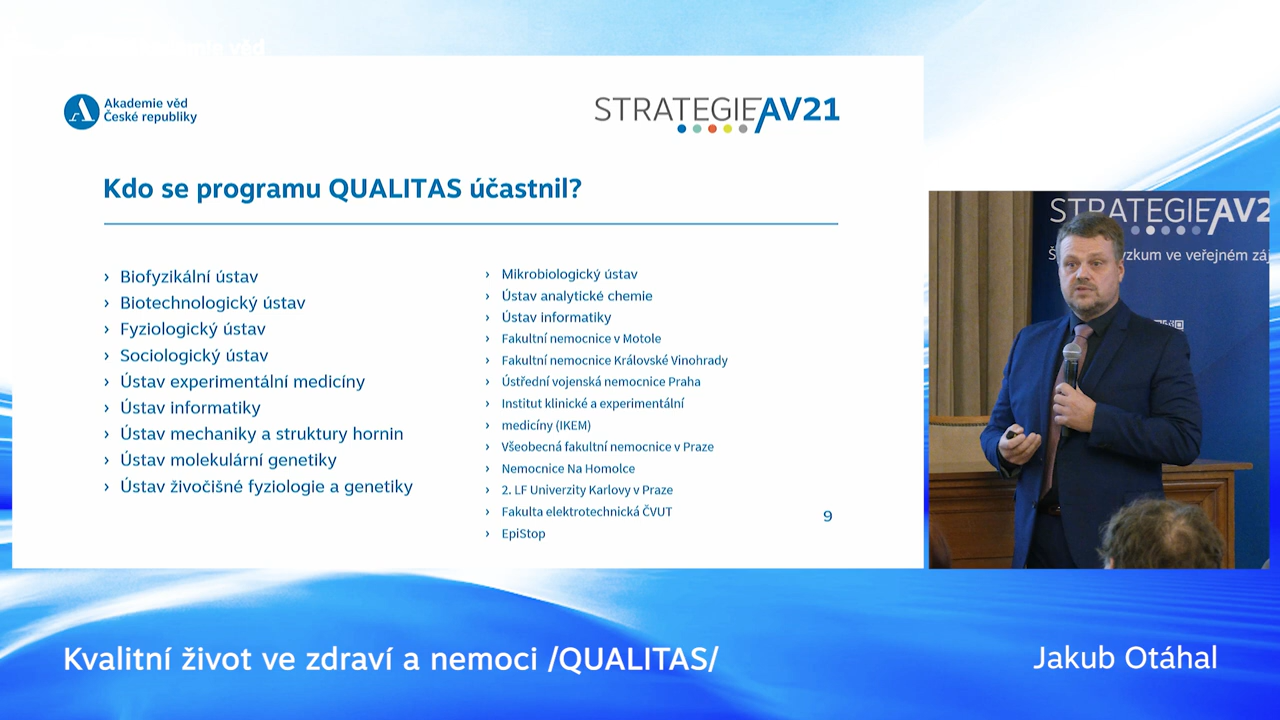 Akademie věd
České republiky
STRATEGIE AV21
Kdo se programu QUALITAS účastnil?
› Biofyzikální ústav
› Biotechnologický ústav
› Fyziologický ústav
› Sociologický ústav
› Ústav experimentální medicíny
› Ústav informatiky
› Ústav mechaniky a struktury hornin
› Ústav molekulární genetiky
› Ústav živočišné fyziologie a genetiky
› Mikrobiologický ústav
› Ústav analytické chemie
› Ústav informatiky
› Fakultní nemocnice v Motole
› Fakultní nemocnice Královské Vinohrady
› Ústřední vojenská nemocnice Praha
› Institut klinické a experimentální
› medicíny (IKEM)
› Všeobecná fakultní nemocnice v Praze
› Nemocnice Na Homolce
› 2. LF Univerzity Karlovy v Praze
› Fakulta elektrotechnická ČVUT
› EpiStop
9
STRATEGIE AV2
ve veřejném
Kvalitní život ve zdraví a nemoci /QUALITAS/
Jakub Otáhal